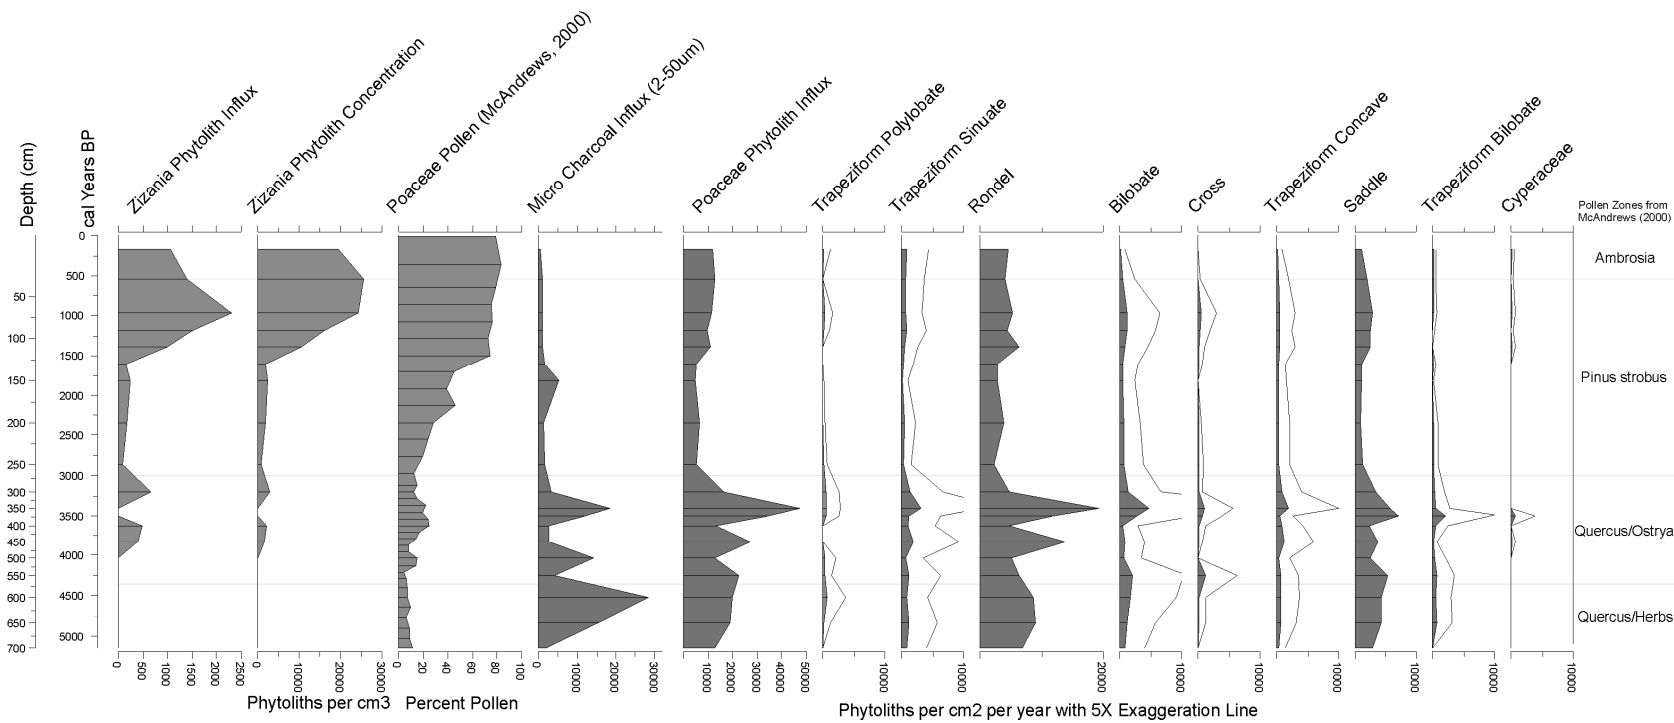 Depth (cm)
cal Years BP
Zizania Phytolith Influx
Zizania Phytolith Concentration
Poaceae Pollen (McAndrews, 2000)
Micro Charcoal Influx (2-50um)
Poaceae Phytolith Influx
Trapeziform Polylobate
Trapeziform Sinuate
Rondel
Bilobate
Cross
Trapeziform Concave
Saddle
Trapeziform Bilobate
Cyperaceae
Pollen Zones from
McAndrews (2000)
50
100
150
200
250
300
350
400
450
500
550
600
650
700
0
500
1000
1500
2000
2500
3000
3500
4000
4500
5000
Ambrosia
Pinus strobus
Quercus/Ostrya
Quercus/Herbs
0
500
1000
1500
2000
2500
0
10000
20000
30000
0
20
40
60
80
100
0
10000
20000
30000
10000
20000
30000
40000
50000
10000
10000
20000
10000
10000
10000
10000
10000
10000
Phytoliths per cm3
Percent Pollen
Phytoliths per cm2 per year with 5X Exaggeration Line